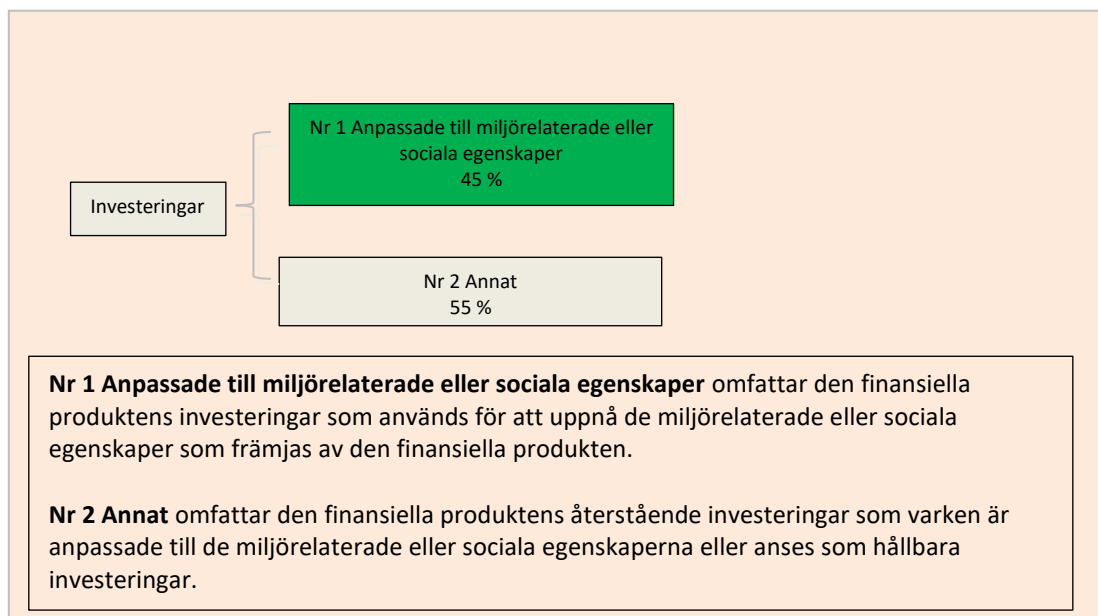 Nr 1 Anpassade till miljörelaterade eller
sociala egenskaper
45 %
Investeringar
Nr 2 Annat
55 %
Nr 1 Anpassade till miljörelaterade eller sociala egenskaper omfattar den finansiella
produktens investeringar som används för att uppnå de miljörelaterade eller sociala
egenskaper som främjas av den finansiella produkten.
Nr 2 Annat omfattar den finansiella produktens återstående investeringar som varken är
anpassade till de miljörelaterade eller sociala egenskaperna eller anses som hållbara
investeringar.